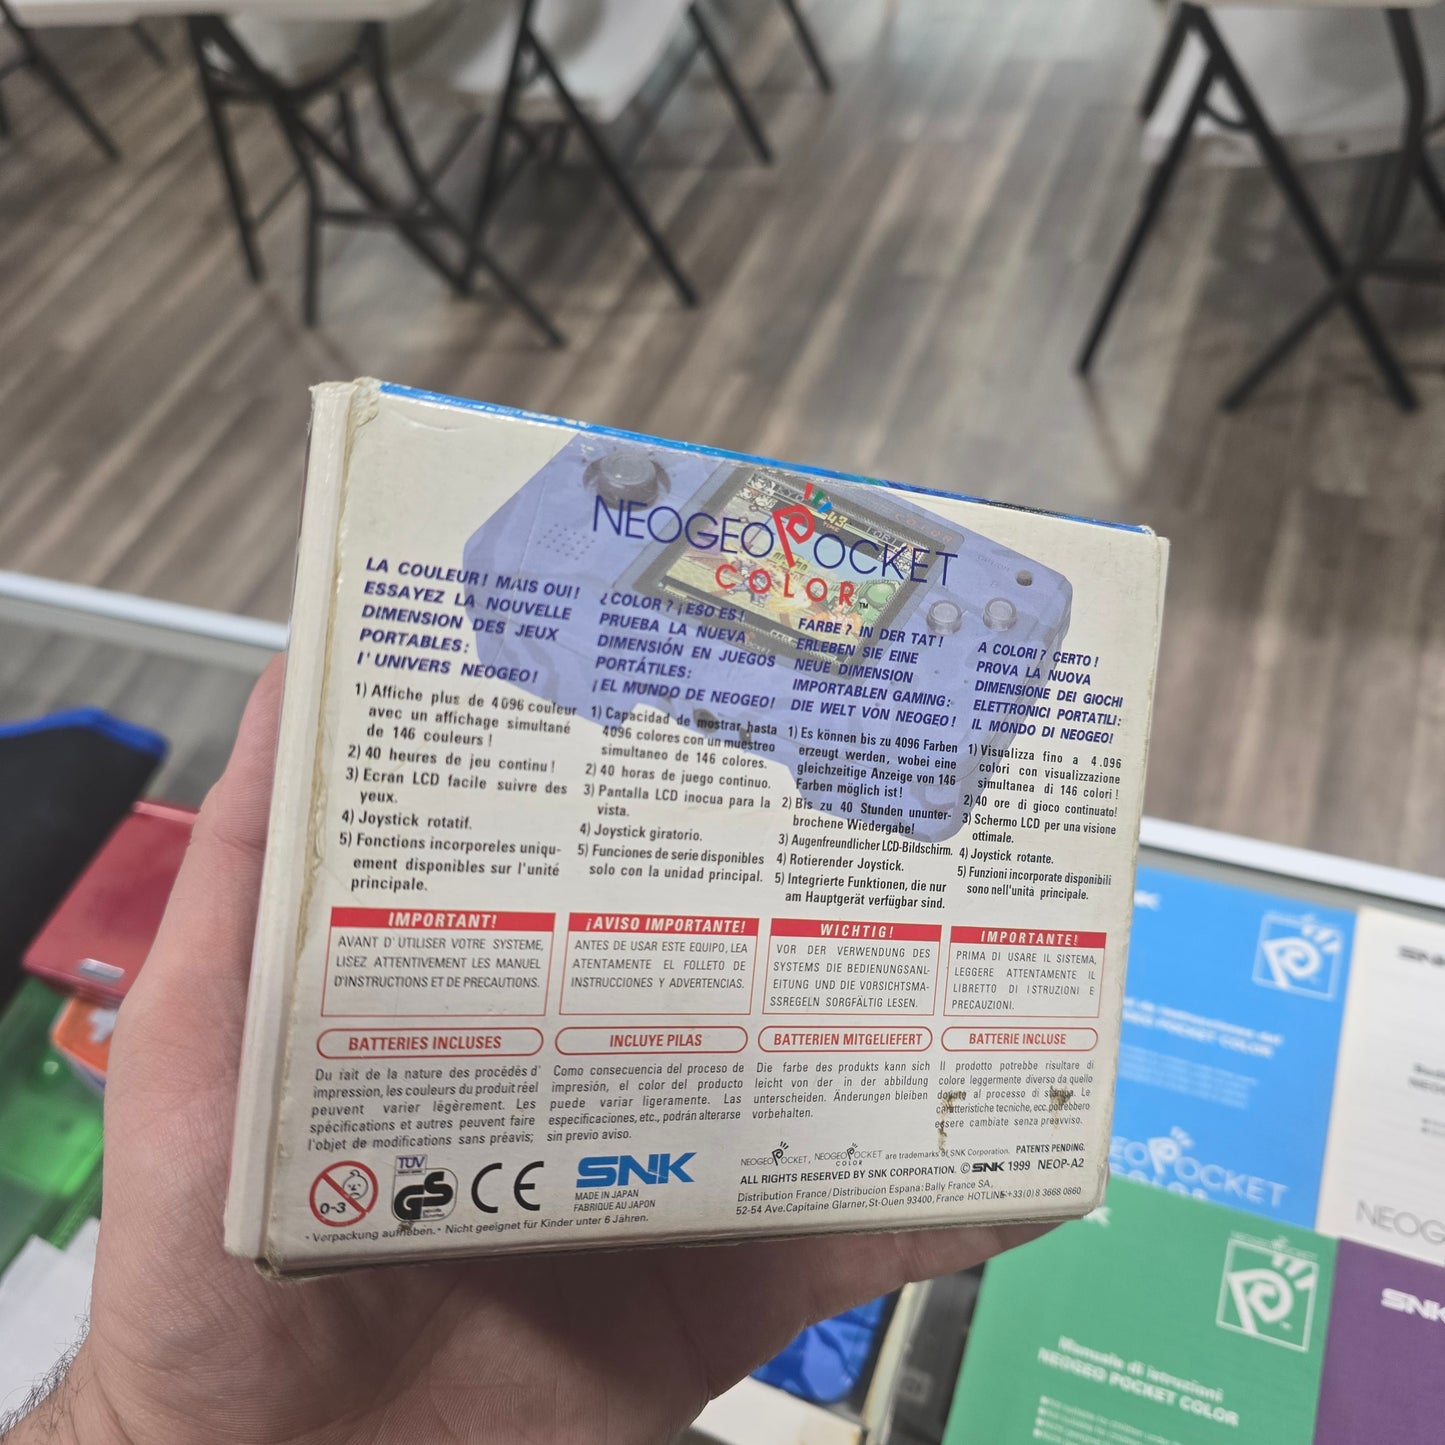 NEOGEO POCKET
COLOR™
LA COULEUR! MAIS OUI!
ESSAYEZ LA NOUVELLE
DIMENSION DES JEUX
PORTABLES:
l'UNIVERS NEOGEO!
1) Affiche plus de 4096 couleur
avec un affichage simultané
de 146 couleurs !
2) 40 heures de jeu continu !
3) Ecran LCD facile suivre des
yeux.
4) Joystick rotatif.
5) Fonctions incorporeles uniqu-
ement disponibles sur l'unité
principale.
¿COLOR ? ¡ESO ES!
PRUEBA LA NUEVA
DIMENSIÓN EN JUEGOS
PORTÁTILES:
¡EL MUNDO DE NEOGEO!
1) Capacidad de mostrar hasta
4096 colores con un muestreo
simultaneo de 146 colores.
2) 40 horas de juego continuo.
3) Pantalla LCD inocua para la
vista.
4) Joystick giratorio.
5) Funciones de serie disponibles
solo con la unidad principal.
FARBE ? IN DER TAT !
ERLEBEN SIE EINE
NEUE DIMENSION
IMPORTABLEN GAMING:
DIE WELT VON NEOGEO !
1) Es können bis zu 4096 Farben
erzeugt werden, wobei eine
gleichzeitige Anzeige von 146
Farben möglich ist !
2) Bis zu 40 Stunden ununter-
brochene Wiedergabe!
3) Augenfreundlicher LCD-Bildschirm.
4) Rotierender Joystick.
5) Integrierte Funktionen, die nur
am Hauptgerät verfügbar sind.
A COLORI ? CERTO !
PROVA LA NUOVA
DIMENSIONE DEI GIOCHI
ELETTRONICI PORTATILI:
IL MONDO DI NEOGEO!
1) Visualizza fino a 4.096
colori con visualizzazione
simultanea di 146 colori !
2) 40 ore di gioco continuato!
3) Schermo LCD per una visione
ottimale.
4) Joystick rotante.
5) Funzioni incorporate disponibili
sono nell'unità principale.
IMPORTANT!
AVANT D' UTILISER VOTRE SYSTEME,
LISEZ ATTENTIVEMENT LES MANUEL
D'INSTRUCTIONS ET DE PRECAUTIONS.
¡AVISO IMPORTANTE!
ANTES DE USAR ESTE EQUIPO, LEA
ATENTAMENTE EL FOLLETO DE
INSTRUCCIONES Y ADVERTENCIAS.
WICHTIG!
VOR DER VERWENDUNG DES
SYSTEMS DIE BEDIENUNGSANL-
EITUNG UND DIE VORSICHTSMA-
SSREGELN SORGFÄLTIG LESEN.
IMPORTANTE!
PRIMA DI USARE IL SISTEMA,
LEGGERE ATTENTAMENTE IL
LIBRETTO DI ISTRUZIONI E
PRECAUZIONI.
BATTERIES INCLUSES
INCLUYE PILAS
BATTERIEN MITGELIEFERT
BATTERIE INCLUSE
Du fait de la nature des procédés d'
impression, les couleurs du produit réel
peuvent varier légèrement. Les
spécifications et autres peuvent faire
l'objet de modifications sans préavis;
Como consecuencia del proceso de
impresión, el color del producto
puede variar ligeramente. Las
especificaciones, etc., podrán alterarse
sin previo aviso.
Die farbe des produkts kann sich
leicht von der in der abbildung
unterscheiden. Änderungen bleiben
vorbehalten.
Il prodotto potrebbe risultare di
colore leggermente diverso da quello
dovuto al processo di stampa. Le
caratteristiche tecniche, ecc. potrebbero
essere cambiate senza preavviso.
0-3
TÜV
GS
CE
SNK
MADE IN JAPAN
FABRIQUE AU JAPON
• Verpackung aufheben. • Nicht geeignet für Kinder unter 6 Jahren.
NEOGEO POCKET, NEOGEO POCKET COLOR are trademarks of SNK Corporation. PATENTS PENDING.
ALL RIGHTS RESERVED BY SNK CORPORATION. © SNK 1999 NEOP-A2
Distribution France / Distribucion Espana: Bally France SA,
52-54 Ave. Capitaine Glarner, St-Ouen 93400, France HOTLINE +33(0)8 3668 0860
NEOGEO POCKET COLOR
SNK
Manuale di istruzioni
NEOGEO POCKET COLOR
SNK